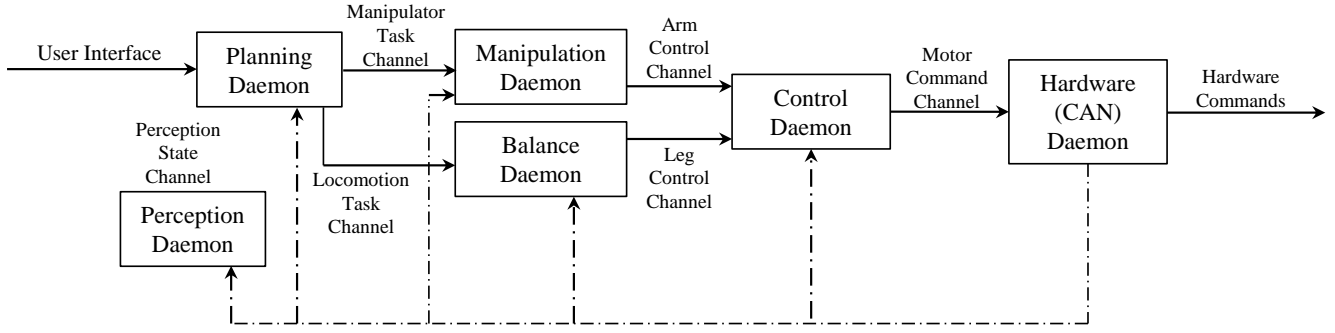 User Interface
Planning
Daemon
Manipulator
Task
Channel
Manipulation
Daemon
Arm
Control
Channel
Control
Daemon
Motor
Command
Channel
Hardware
(CAN)
Daemon
Hardware
Commands
Perception
State
Channel
Perception
Daemon
Locomotion
Task
Channel
Balance
Daemon
Leg
Control
Channel